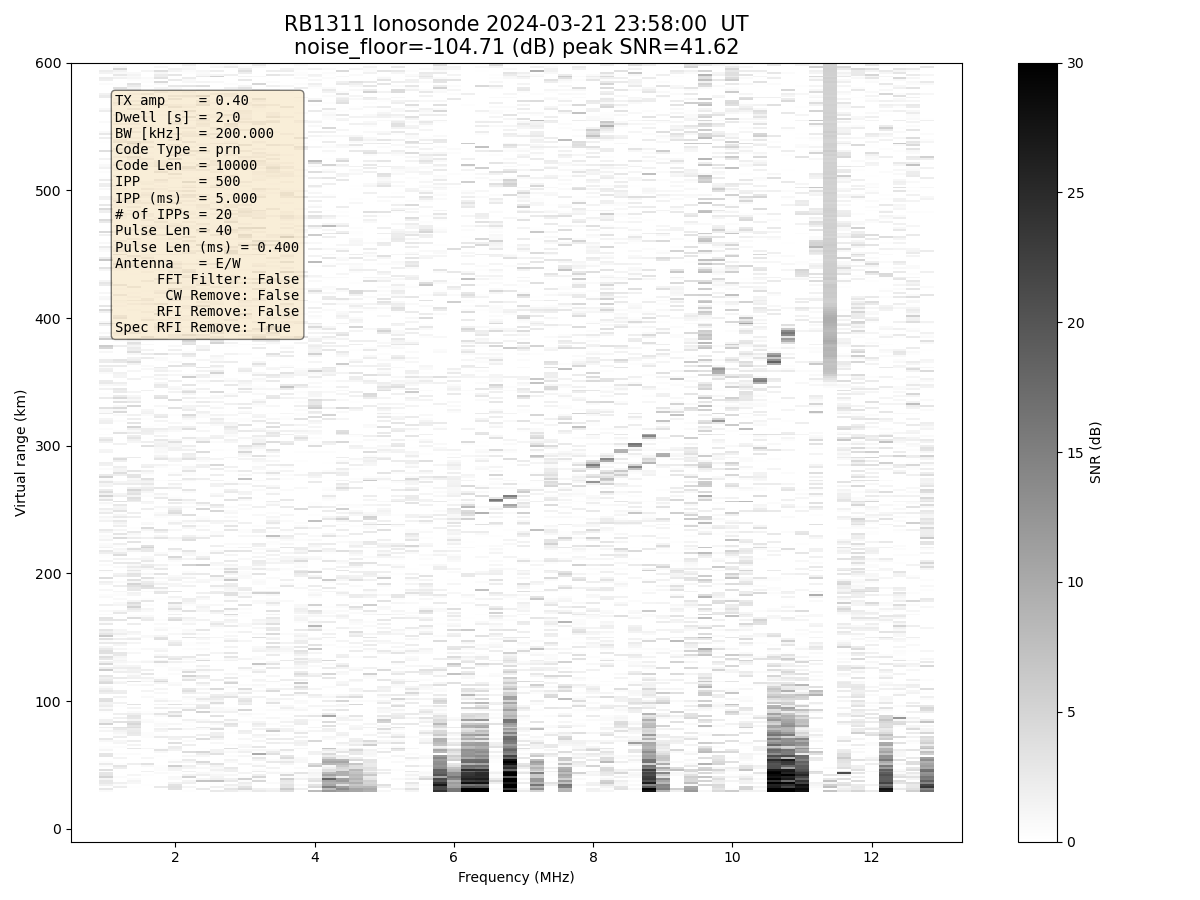 RB1311 Ionosonde 2024-03-21 23:58:00  UT
noise_floor=-104.71 (dB) peak SNR=41.62
TX amp    = 0.40
Dwell [s] = 2.0
BW [kHz]  = 200.000
Code Type = prn
Code Len  = 10000
IPP       = 500
IPP (ms)  = 5.000
# of IPPs = 20
Pulse Len = 40
Pulse Len (ms) = 0.400
Antenna   = E/W
FFT Filter: False
CW Remove: False
RFI Remove: False
Spec RFI Remove: True
600
500
400
300
200
100
0
Virtual range (km)
2 4 6 8 10 12
Frequency (MHz)
30
25
20
15
10
5
0
SNR (dB)